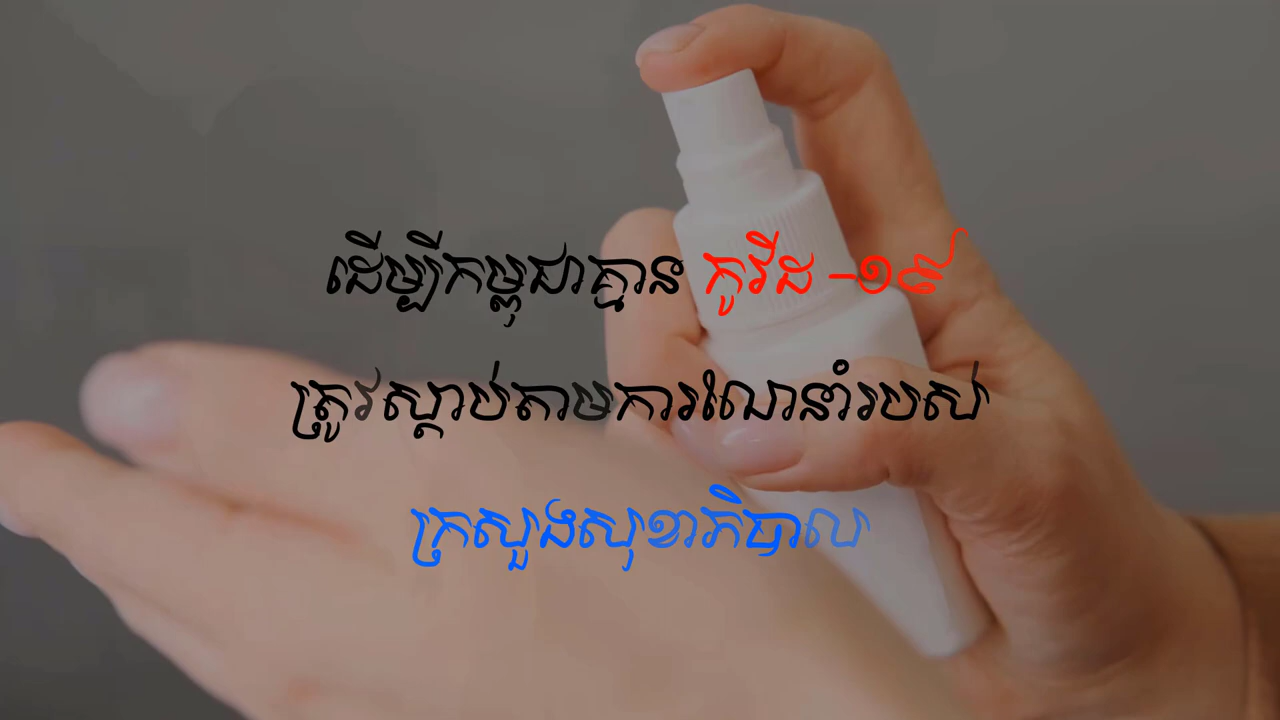 ដើម្បីកម្ពុជាគ្មាន កូវីដ -១៩
ត្រូវស្តាប់តាមការណែនាំរបស់
ក្រសួងសុខាភិបាល